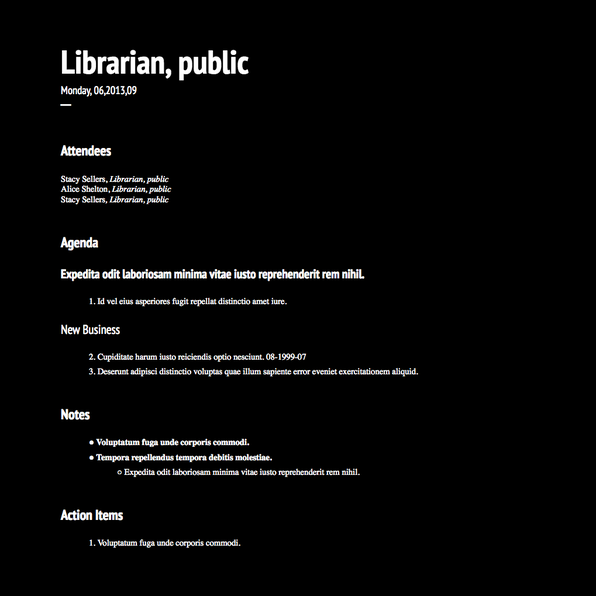 Librarian, public
Monday, 06,2013,09
Attendees
Stacy Sellers, Librarian, public
Alice Shelton, Librarian, public
Stacy Sellers, Librarian, public
Agenda
Expedita odit laboriosam minima vitae iusto reprehenderit rem nihil.
1. Id vel eius asperiores fugit repellat distinctio amet iure.
New Business
2. Cupiditate harum iusto reiciendis optio nesciunt. 08-1999-07
3. Deserunt adipisci distinctio voluptas quae illum sapiente error eveniet exercitationem aliquid.
Notes
● Voluptatum fuga unde corporis commodi.
● Tempora repellendus tempora debitis molestiae.
○ Expedita odit laboriosam minima vitae iusto reprehenderit rem nihil.
Action Items
1. Voluptatum fuga unde corporis commodi.